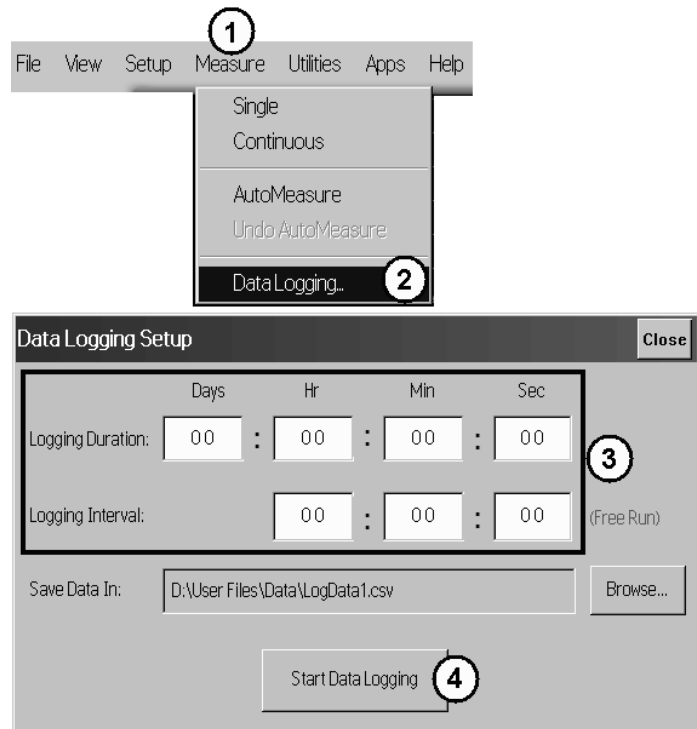 1
File View Setup Measure Utilities Apps Help
Single
Continuous
AutoMeasure
Undo AutoMeasure
Data Logging... 2
Data Logging Setup Close
Days Hr Min Sec
Logging Duration: 00 : 00 : 00 : 00
3
Logging Interval: 00 : 00 : 00 (Free Run)
Save Data In: D:\User Files\Data\LogData1.csv Browse...
Start Data Logging 4